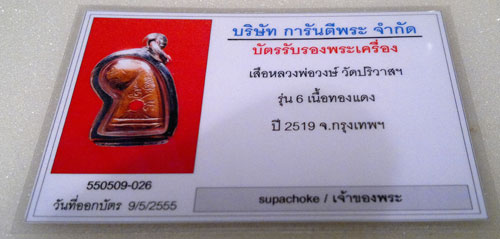 บริษัท การันตีพระ จำกัด
บัตรรับรองพระเครื่อง
เสือหลวงพ่อวงษ์ วัดปริวาสฯ
รุ่น 6 เนื้อทองแดง
ปี 2519 จ.กรุงเทพฯ
550509-026
วันที่ออกบัตร 9/5/2555
supachoke / เจ้าของพระ